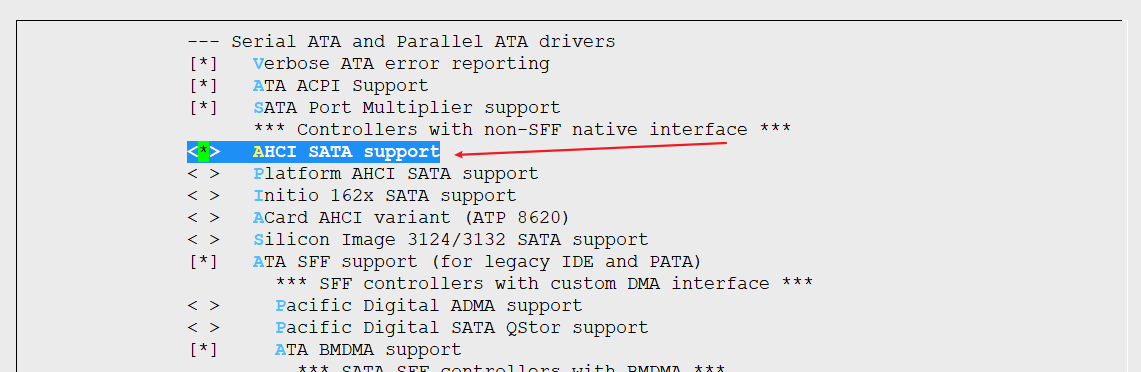 --- Serial ATA and Parallel ATA drivers
[*] Verbose ATA error reporting
[*] ATA ACPI Support
[*] SATA Port Multiplier support
*** Controllers with non-SFF native interface ***
<*> AHCI SATA support
< > Platform AHCI SATA support
< > Initio 162x SATA support
< > ACard AHCI variant (ATP 8620)
< > Silicon Image 3124/3132 SATA support
[*] ATA SFF support (for legacy IDE and PATA)
*** SFF controllers with custom DMA interface ***
< > Pacific Digital ADMA support
< > Pacific Digital SATA QStor support
[*] ATA BMDMA support
*** SATA SFF controllers with BMDMA ***